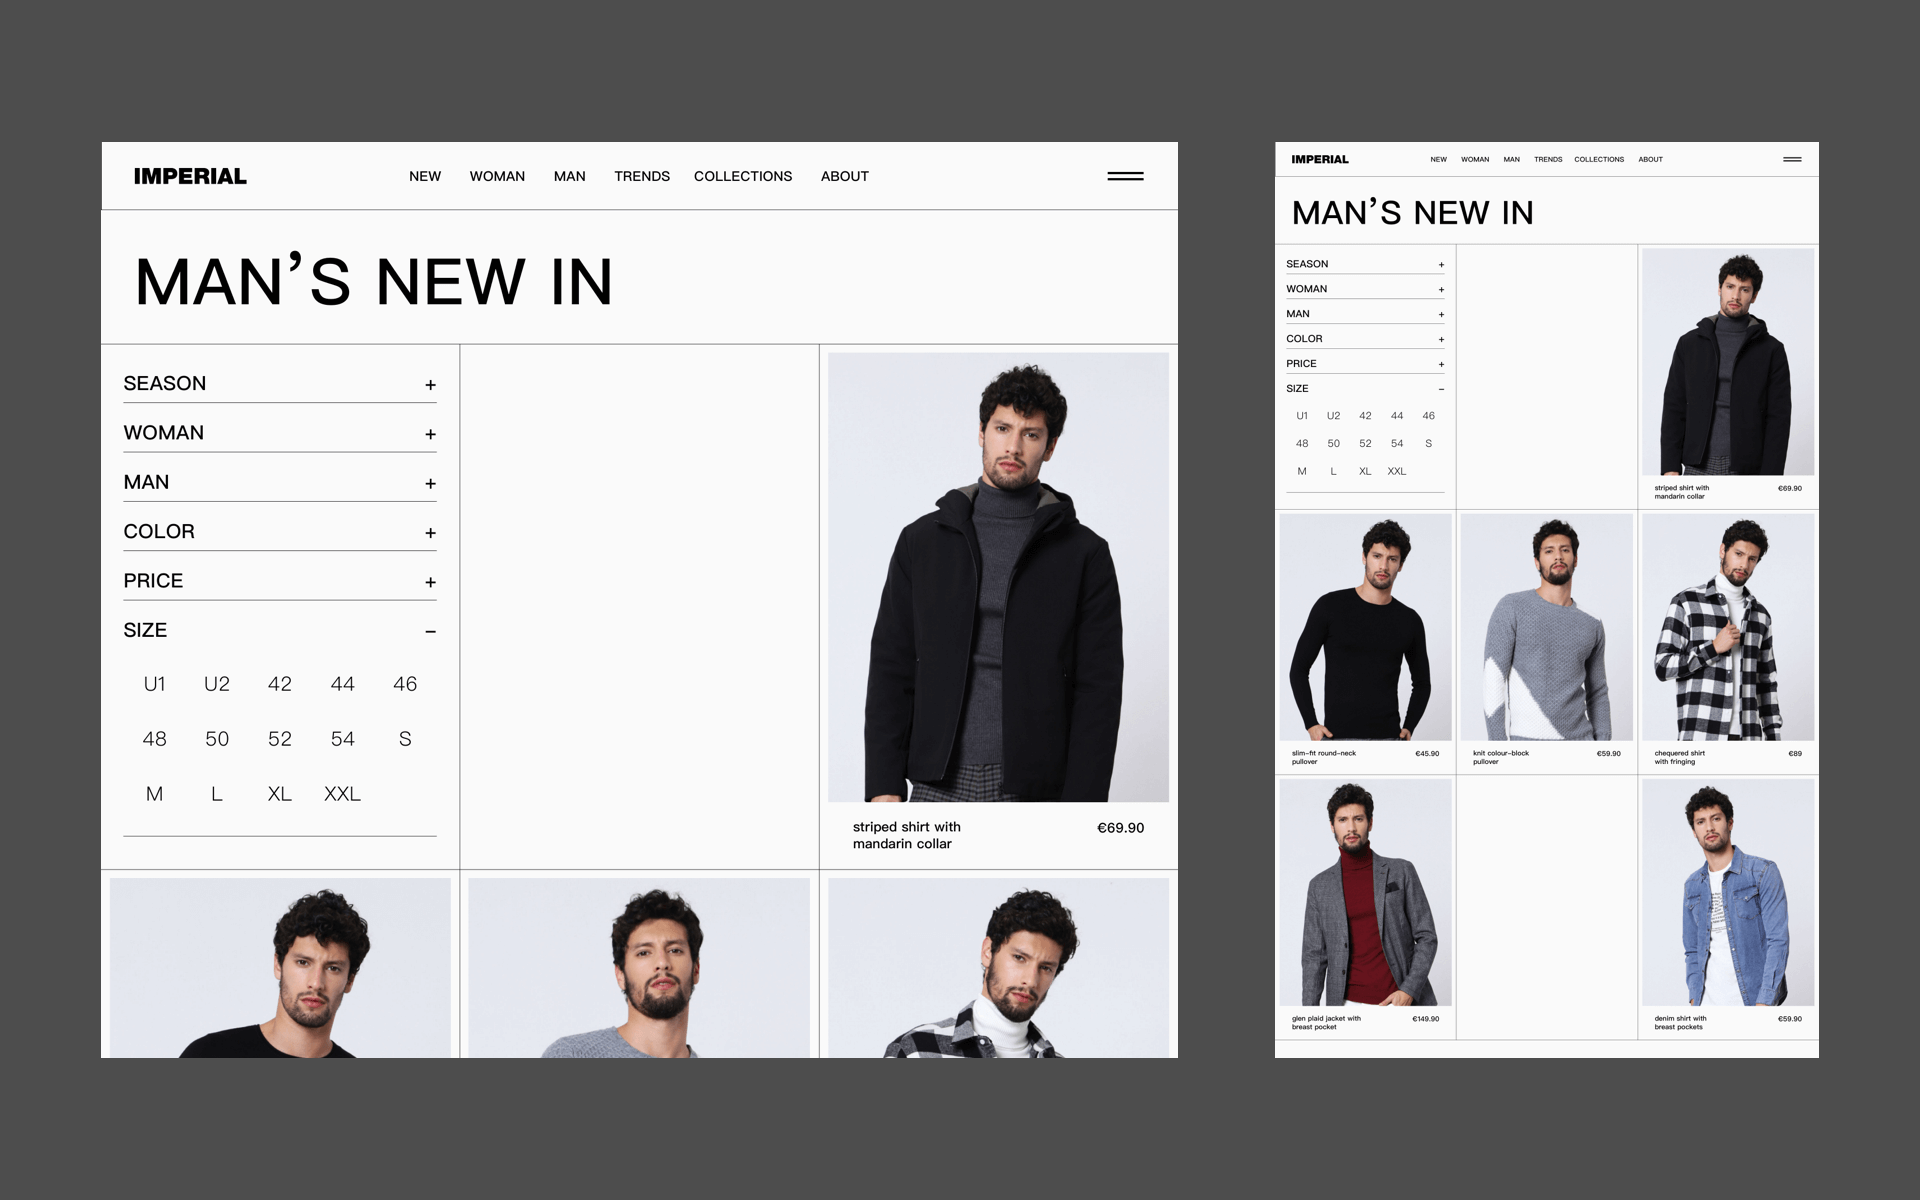 IMPERIAL
NEW WOMAN MAN TRENDS COLLECTIONS ABOUT
MAN’S NEW IN
SEASON +
WOMAN +
MAN +
COLOR +
PRICE +
SIZE –
U1 U2 42 44 46
48 50 52 54 S
M L XL XXL
striped shirt with €69.90
mandarin collar
IMPERIAL
NEW WOMAN MAN TRENDS COLLECTIONS ABOUT
MAN’S NEW IN
SEASON +
WOMAN +
MAN +
COLOR +
PRICE +
SIZE –
U1 U2 42 44 46
48 50 52 54 S
M L XL XXL
striped shirt with €69.90
mandarin collar
slim-fit round-neck €45.90
pullover
knit colour-block €59.90
pullover
chequered shirt €89
with fringing
glen plaid jacket with €149.90
breast pocket
denim shirt with €59.90
breast pockets